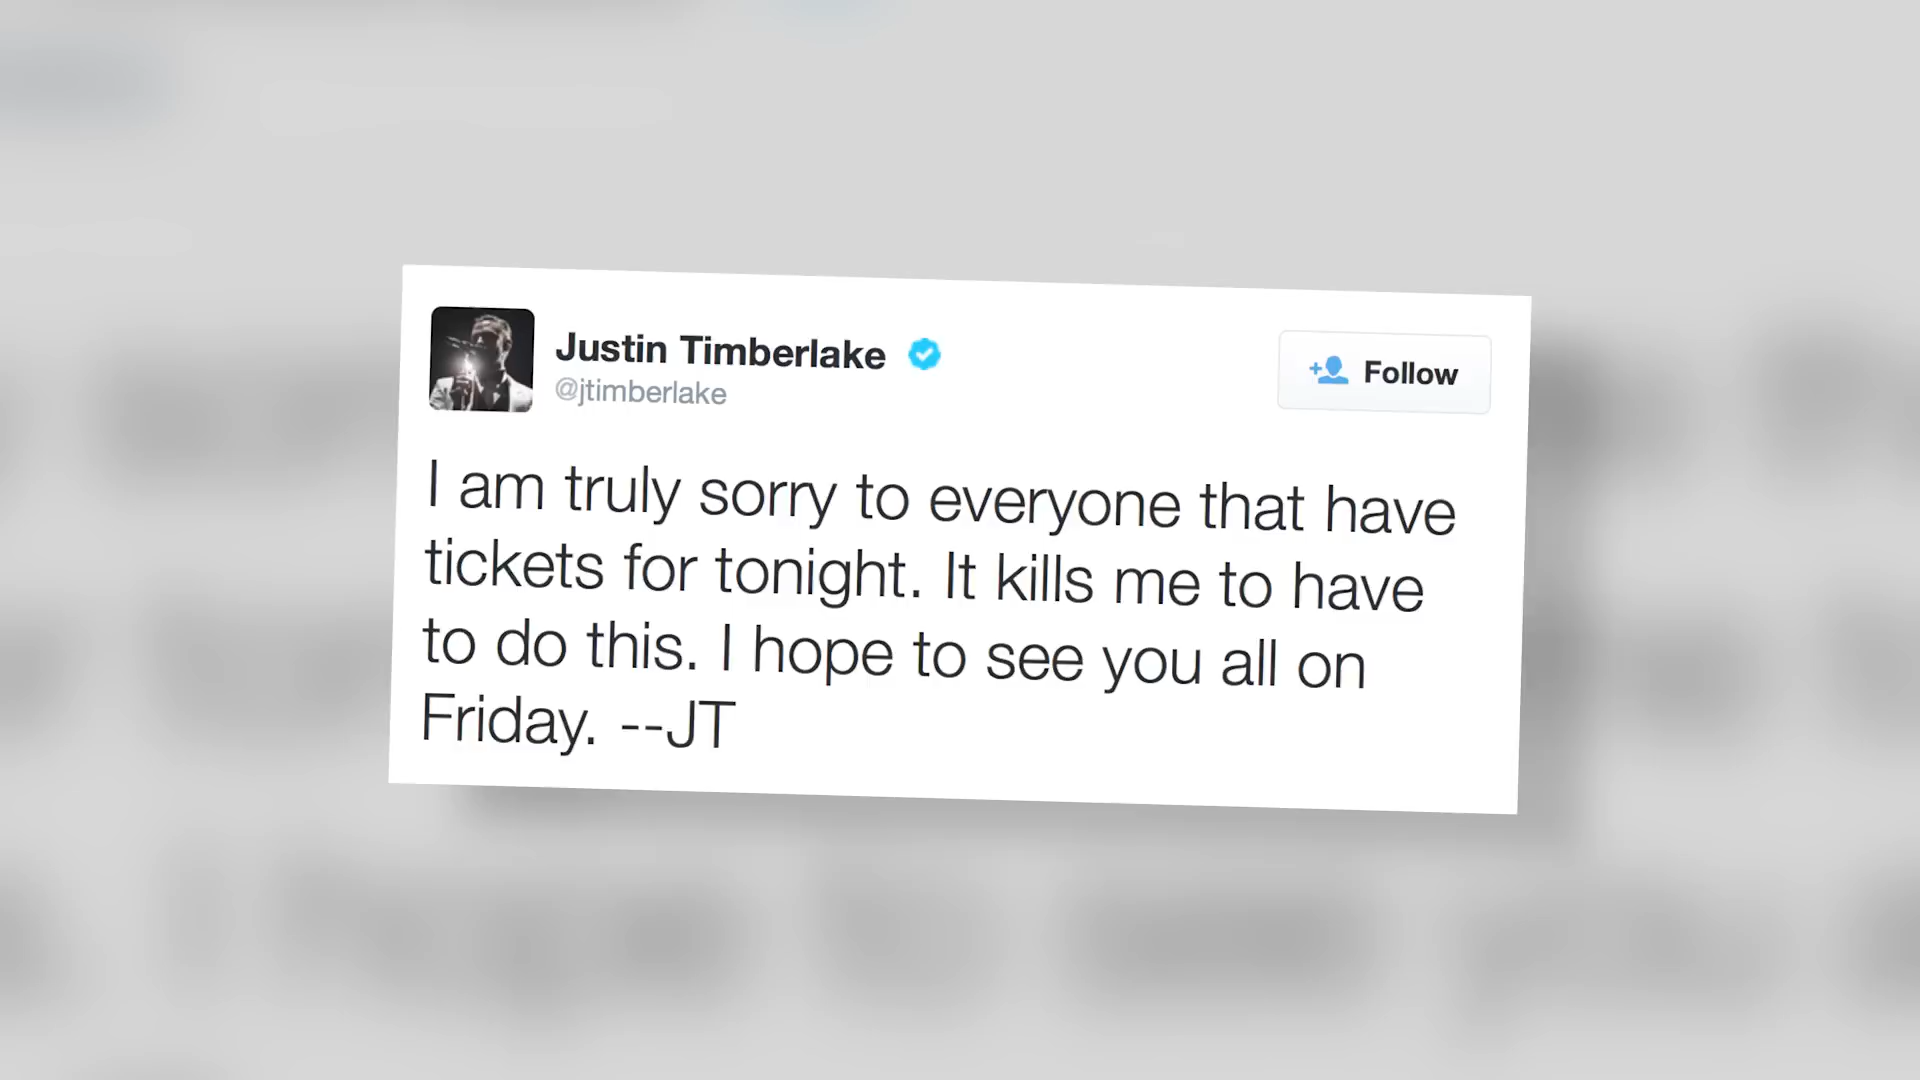 Justin Timberlake
@jtimberlake
Follow
I am truly sorry to everyone that have
tickets for tonight. It kills me to have
to do this. I hope to see you all on
Friday. --JT